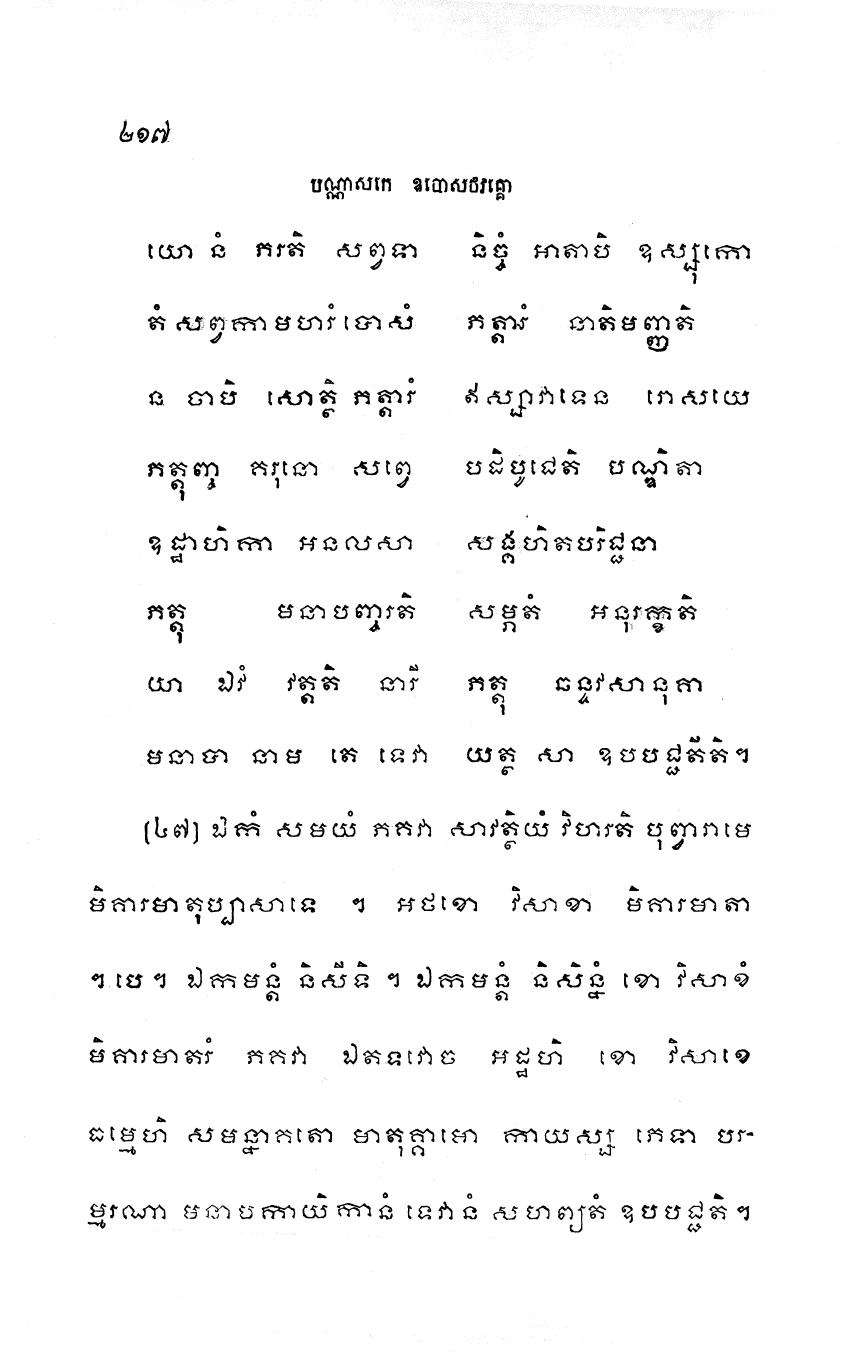 ២១៧
បណ្ណាសកេ ឧបោសថវគ្គោ
យោ នំ ភរតិ សព្វទា និច្ចំ អាតាបិ ឧស្សុកោ
តំ សព្វកាមហរំ បោសំ ភត្តារំ នាតិមញ្ញតិ
ន ចាបិ សោត្ថិ ភត្តារំ ឥស្សាវាទេន រោសយេ
ភត្តុញ្ច គរុនោ សព្វេ បដិបូជេតិ បណ្ឌិតា
ឧដ្ឋាហិកា អនលសា សង្គហិតបរិជ្ជនា
ភត្តុ មនាបញ្ចរតិ សម្ភតំ អនុរក្ខតិ
យា ឯវំ វត្តតិ នារី ភត្តុ ឆន្ទវសានុគា
មនាបា នាម តេ ទេវា យត្ថ សា ឧបបជ្ជតីតិ។
(៤៧) ឯកំ សមយំ ភគវា សាវត្ថិយំ វិហរតិ បុព្វារាមេ
មិគារមាតុប្បាសាទេ ។ អថខោ វិសាខា មិគារមាតា
។ បេ។ ឯកមន្តំ និសីទិ ។ ឯកមន្តំ និសិន្នំ ខោ វិសាខំ
មិគារមាតរំ ភគវា ឯតទវោច អដ្ឋហិ ខោ វិសាខេ
ធម្មេហិ សមន្នាគតោ មាតុគ្គាមោ កាយស្ស ភេទា បរ-
ម្មរណា មនាបកាយិកានំ ទេវានំ សហព្យតំ ឧបបជ្ជតិ។